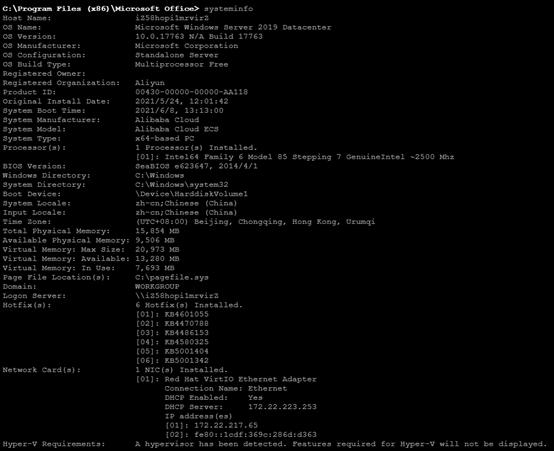 C:\Program Files (x86)\Microsoft Office> systeminfo
Host Name: iZ58hopi1mrvirZ
OS Name: Microsoft Windows Server 2019 Datacenter
OS Version: 10.0.17763 N/A Build 17763
OS Manufacturer: Microsoft Corporation
OS Configuration: Standalone Server
OS Build Type: Multiprocessor Free
Registered Owner:
Registered Organization: Aliyun
Product ID: 00430-00000-00000-AA118
Original Install Date: 2021/5/24, 12:01:42
System Boot Time: 2021/6/8, 13:13:00
System Manufacturer: Alibaba Cloud
System Model: Alibaba Cloud ECS
System Type: x64-based PC
Processor(s): 1 Processor(s) Installed.
[01]: Intel64 Family 6 Model 85 Stepping 7 GenuineIntel ~2500 Mhz
BIOS Version: SeaBIOS e623647, 2014/4/1
Windows Directory: C:\Windows
System Directory: C:\Windows\system32
Boot Device: \Device\HarddiskVolume1
System Locale: zh-cn;Chinese (China)
Input Locale: zh-cn;Chinese (China)
Time Zone: (UTC+08:00) Beijing, Chongqing, Hong Kong, Urumqi
Total Physical Memory: 15,854 MB
Available Physical Memory: 9,506 MB
Virtual Memory: Max Size: 20,973 MB
Virtual Memory: Available: 13,280 MB
Virtual Memory: In Use: 7,693 MB
Page File Location(s): C:\pagefile.sys
Domain: WORKGROUP
Logon Server: \\iZ58hopi1mrvirZ
Hotfix(s): 6 Hotfix(s) Installed.
[01]: KB4601055
[02]: KB4470788
[03]: KB4486153
[04]: KB4580325
[05]: KB5001404
[06]: KB5001342
Network Card(s): 1 NIC(s) Installed.
[01]: Red Hat VirtIO Ethernet Adapter
Connection Name: Ethernet
DHCP Enabled: Yes
DHCP Server: 172.22.223.253
IP address(es)
[01]: 172.22.217.65
[02]: fe80::1cdf:369c:286d:d363
Hyper-V Requirements: A hypervisor has been detected. Features required for Hyper-V will not be displayed.